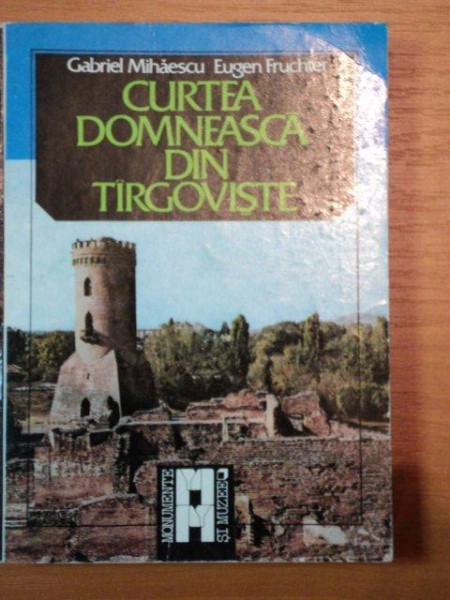 Gabriel Mihăescu Eugen Fruchter
CURTEA
DOMNEASCĂ
DIN
TÎRGOVIȘTE
MONUMENTE
ȘI MUZEE